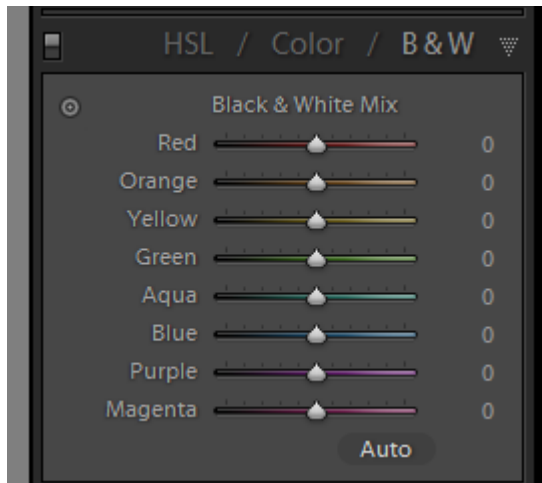 HSL / Color / B & W
Black & White Mix
Red 0
Orange 0
Yellow 0
Green 0
Aqua 0
Blue 0
Purple 0
Magenta 0
Auto